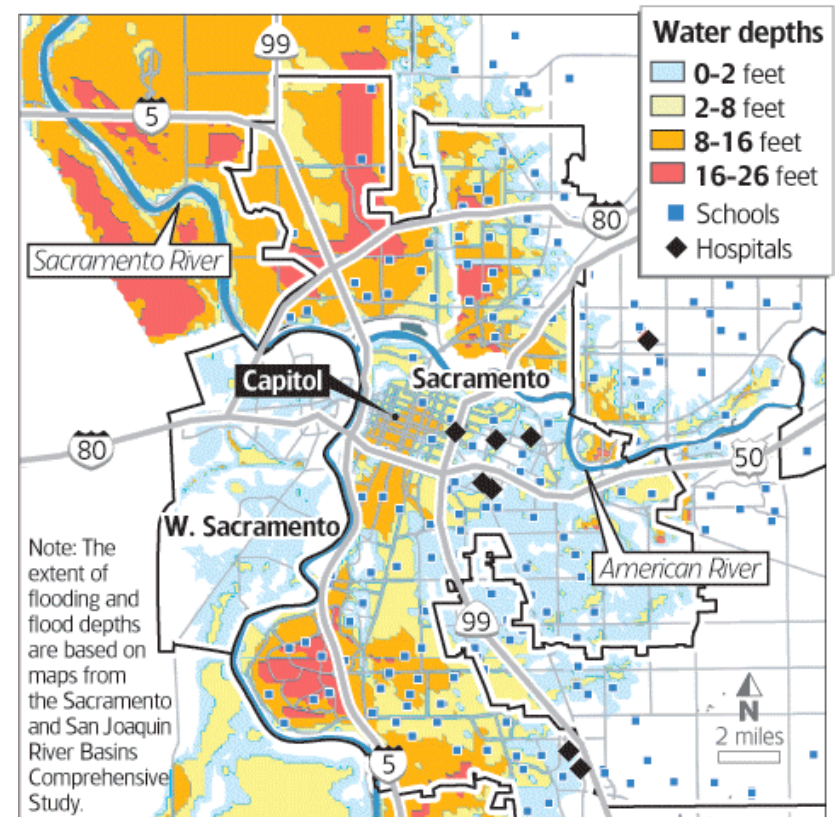 99
Water depths
0-2 feet
2-8 feet
8-16 feet
16-26 feet
Schools
Hospitals
5
80
Sacramento River
Capitol
Sacramento
80
50
W. Sacramento
American River
Note: The
extent of
flooding and
flood depths
are based on
maps from
the Sacramento
and San Joaquin
River Basins
Comprehensive
Study.
99
N
2 miles
5